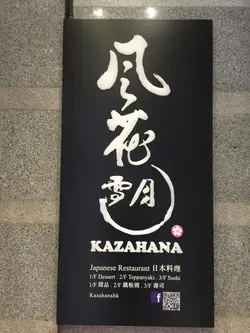 風花雪月
KAZAHANA
Japanese Restaurant 日本料理
1/F Dessert . 2/F Teppanyaki . 3/F Sushi
1/F 甜品 . 2/F 鐵板燒 . 3/F 壽司
Kazahanahk